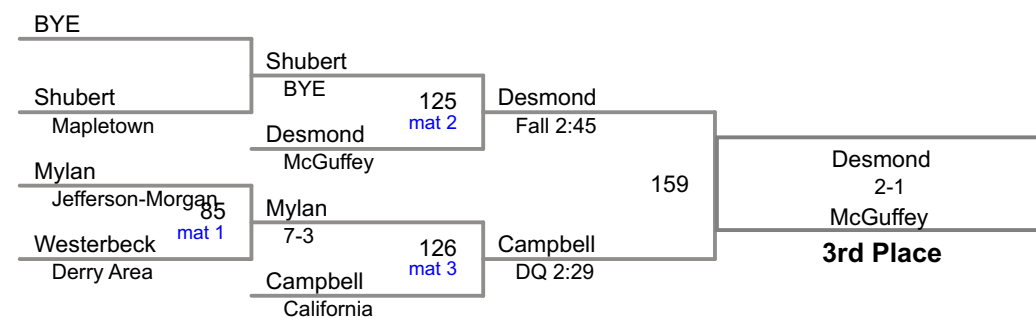 BYE
Shubert
Mapletown
Mylan
Jefferson-Morgan
85
mat 1
Westerbeck
Derry Area
Shubert
BYE
125
mat 2
Desmond
McGuffey
Mylan
7-3
126
mat 3
Campbell
California
Desmond
Fall 2:45
159
Campbell
DQ 2:29
Desmond
2-1
McGuffey
3rd Place